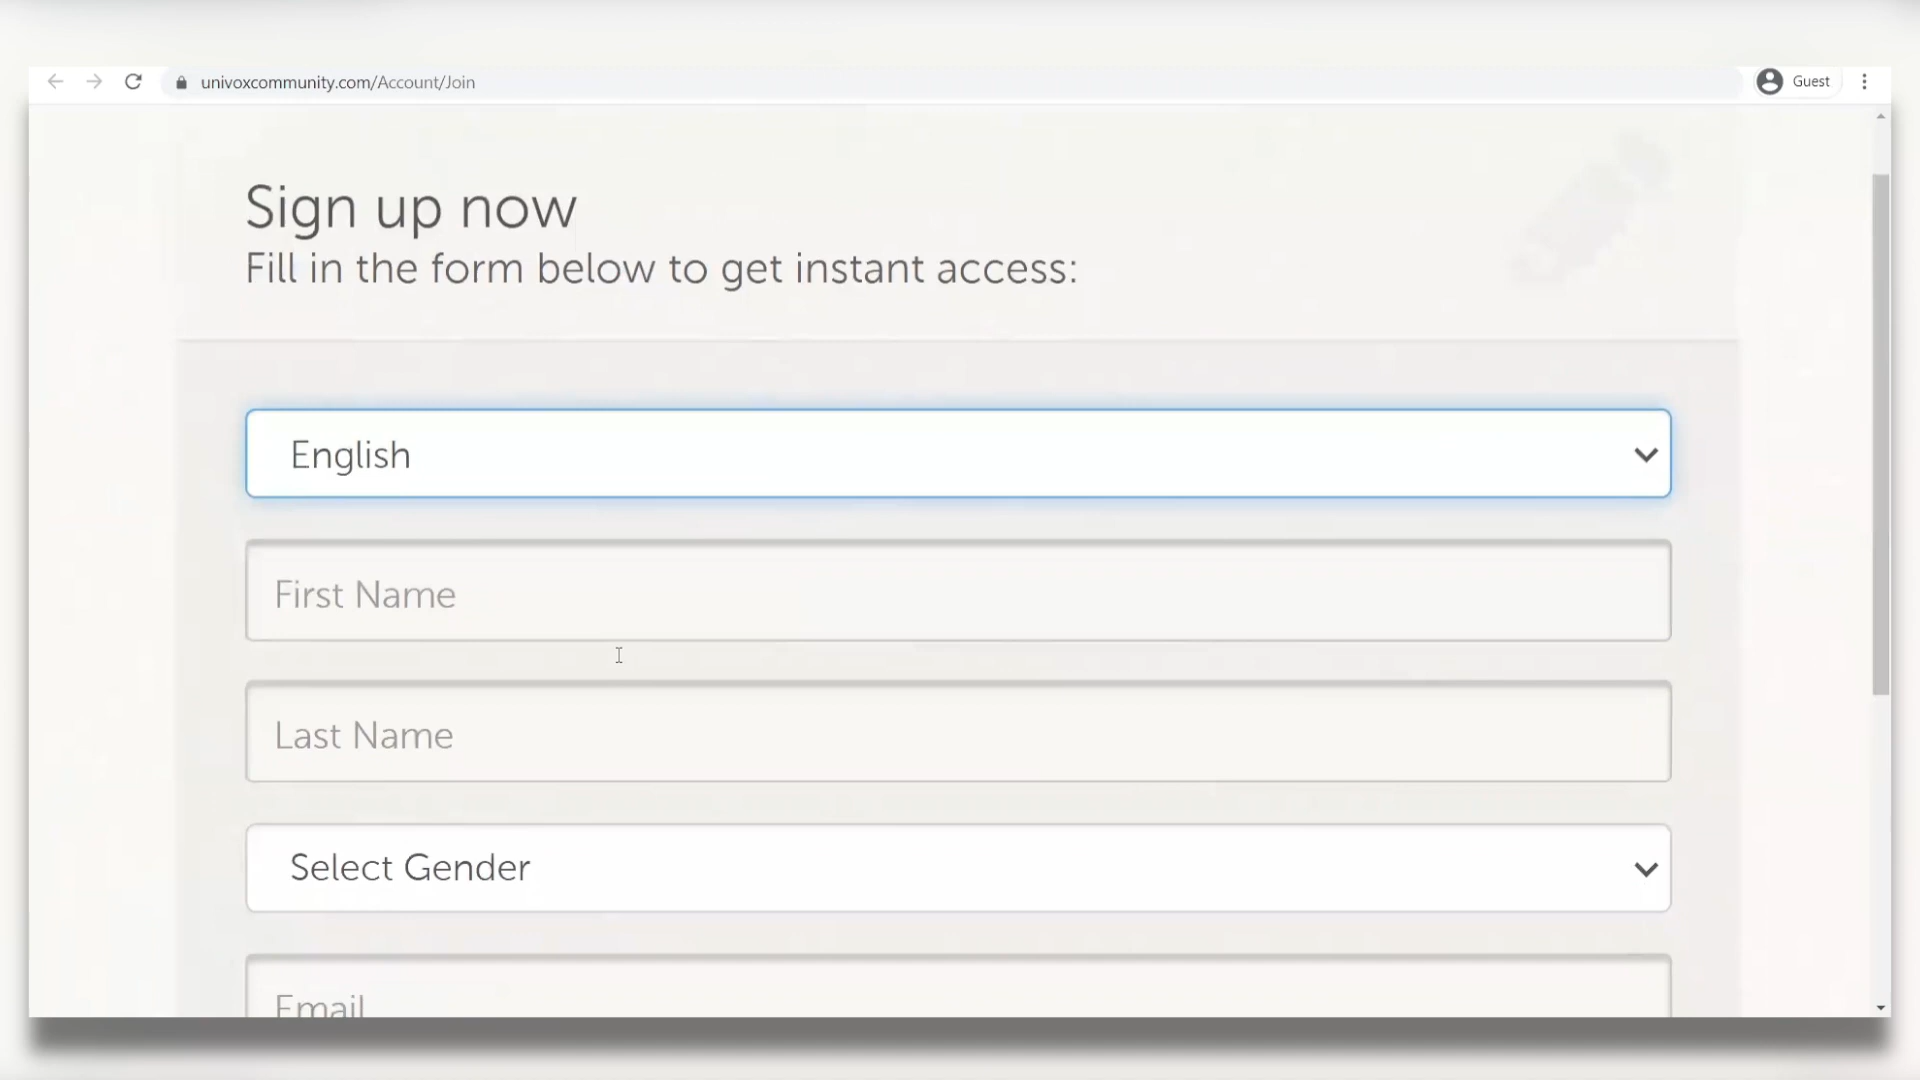 univoxcommunity.com/Account/Join
Guest
Sign up now
Fill in the form below to get instant access:
English
First Name
Last Name
Select Gender
Email